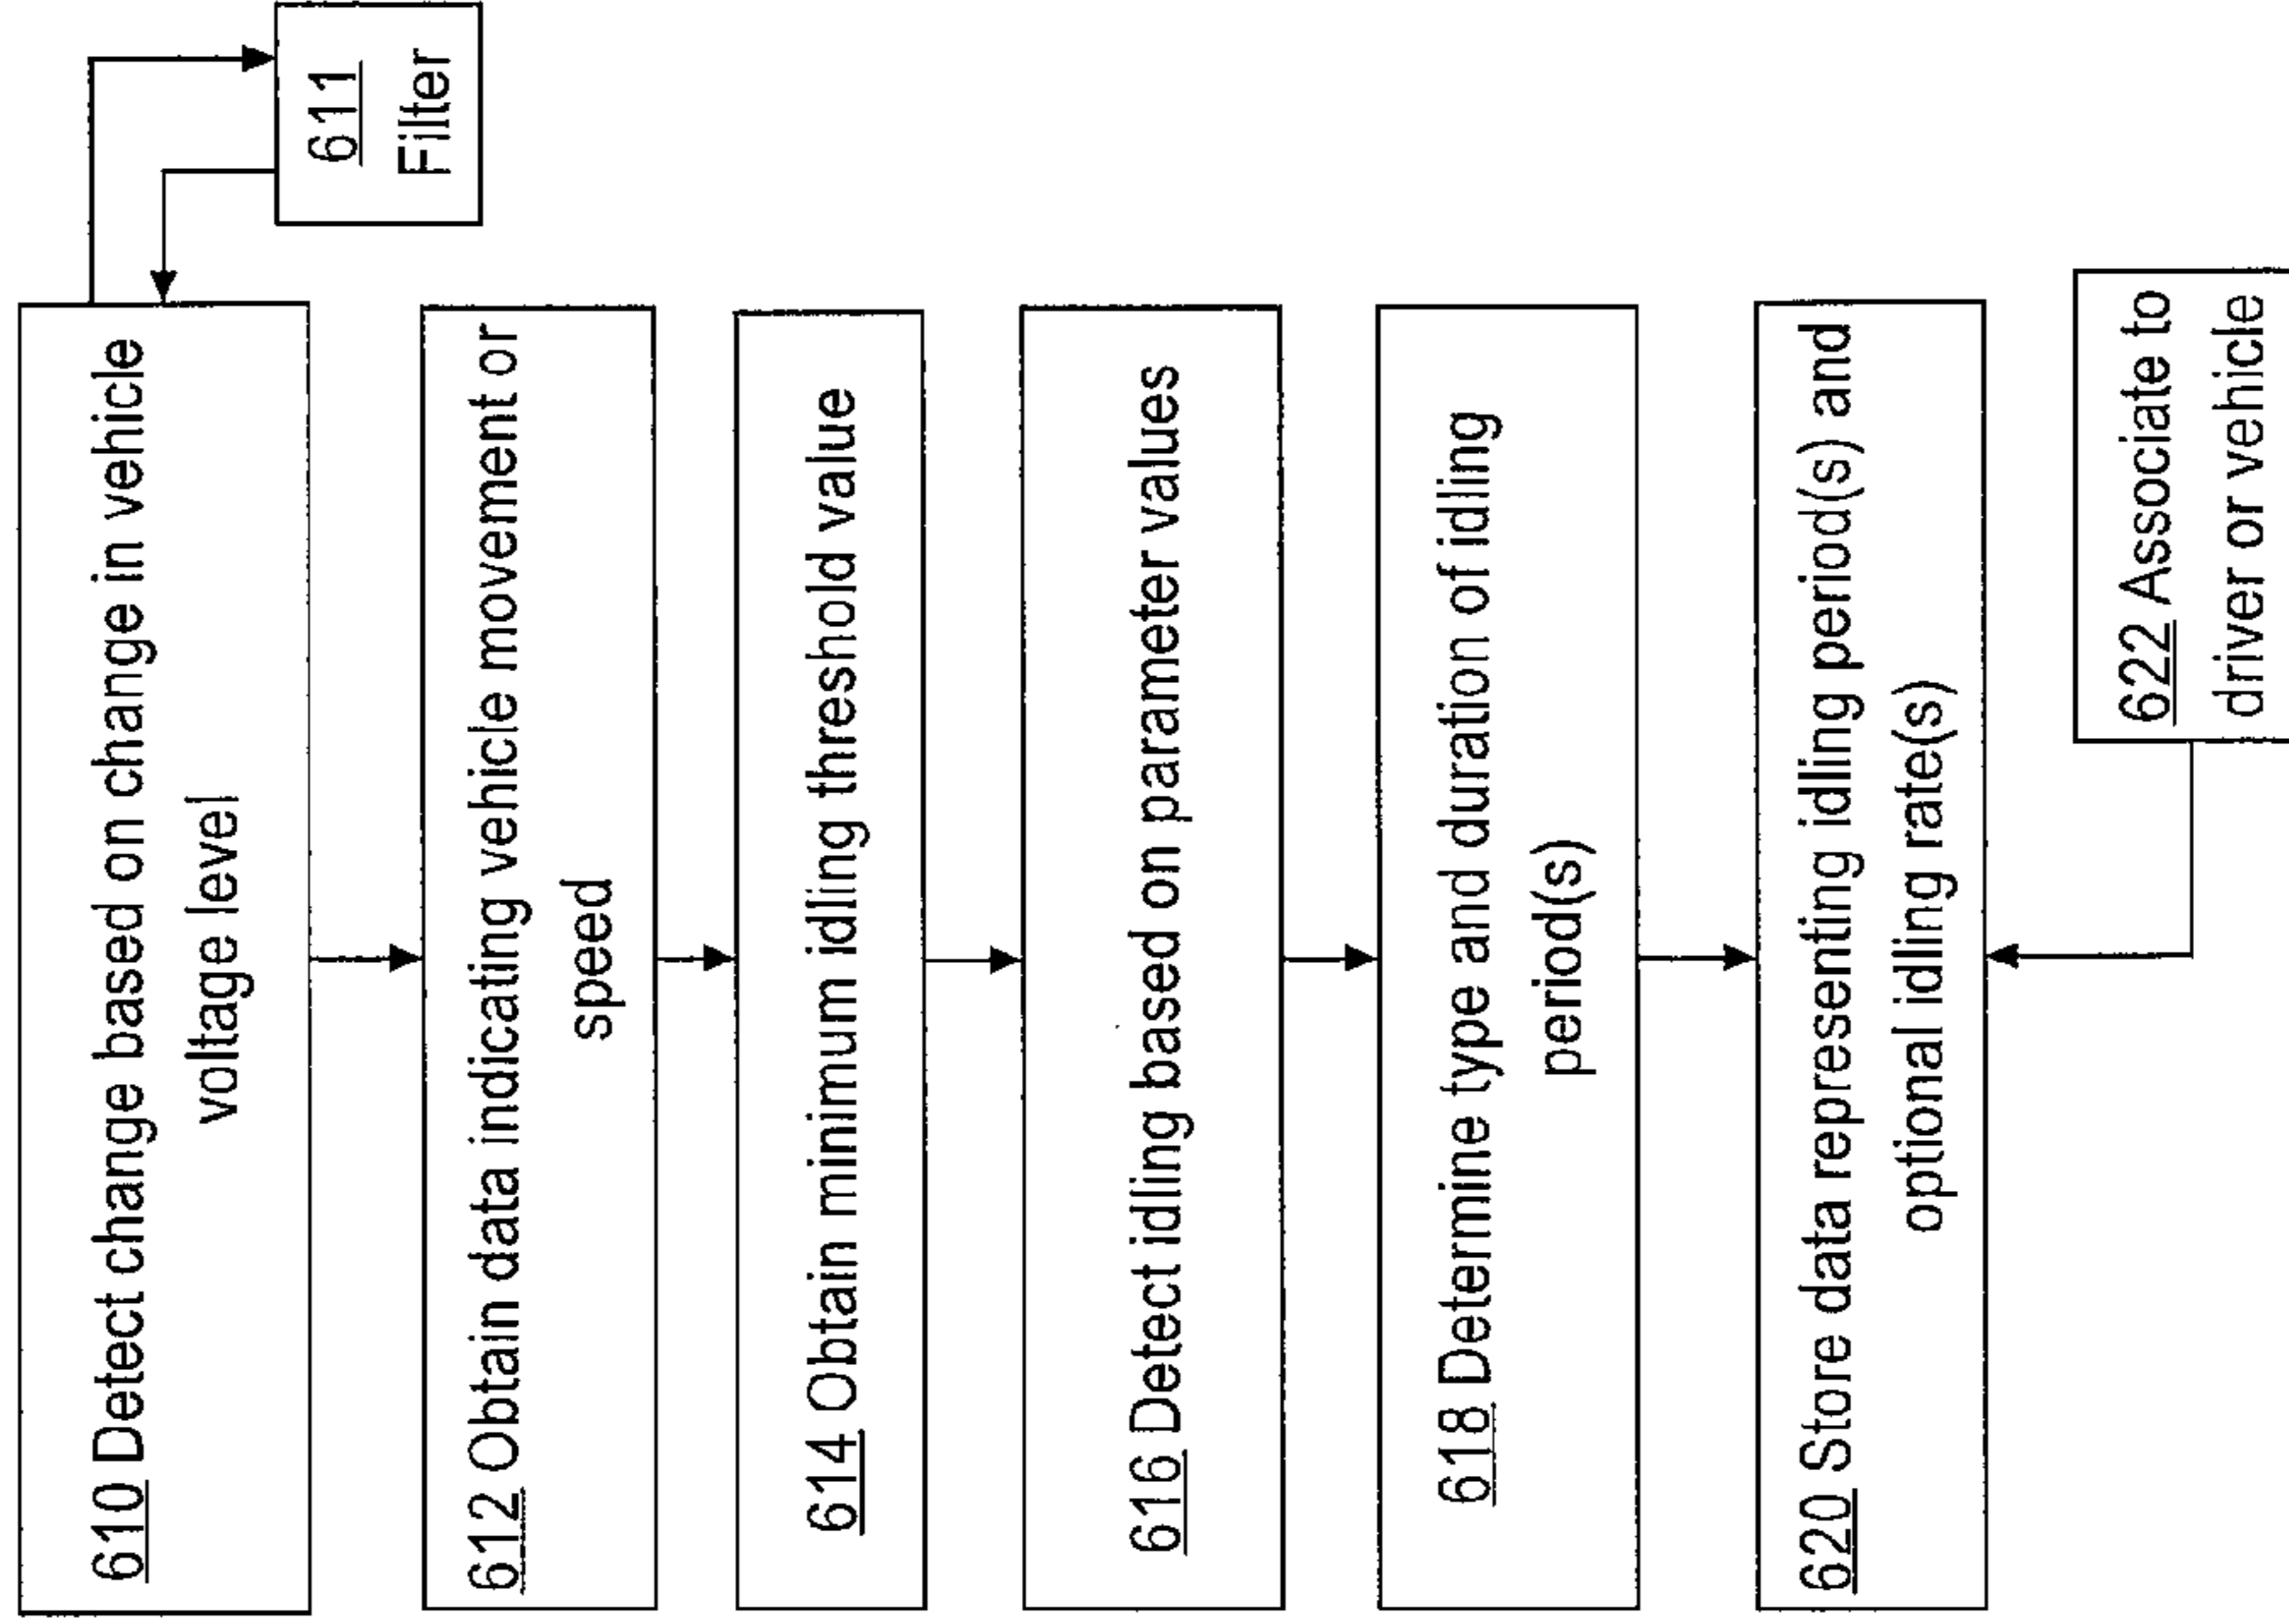 610 Detect change based on change in vehicle
voltage level
611
Filter
612 Obtain data indicating vehicle movement or
speed
614 Obtain minimum idling threshold value
616 Detect idling based on parameter values
618 Determine type and duration of idling
period(s)
620 Store data representing idling period(s) and
optional idling rate(s)
622 Associate to
driver or vehicle